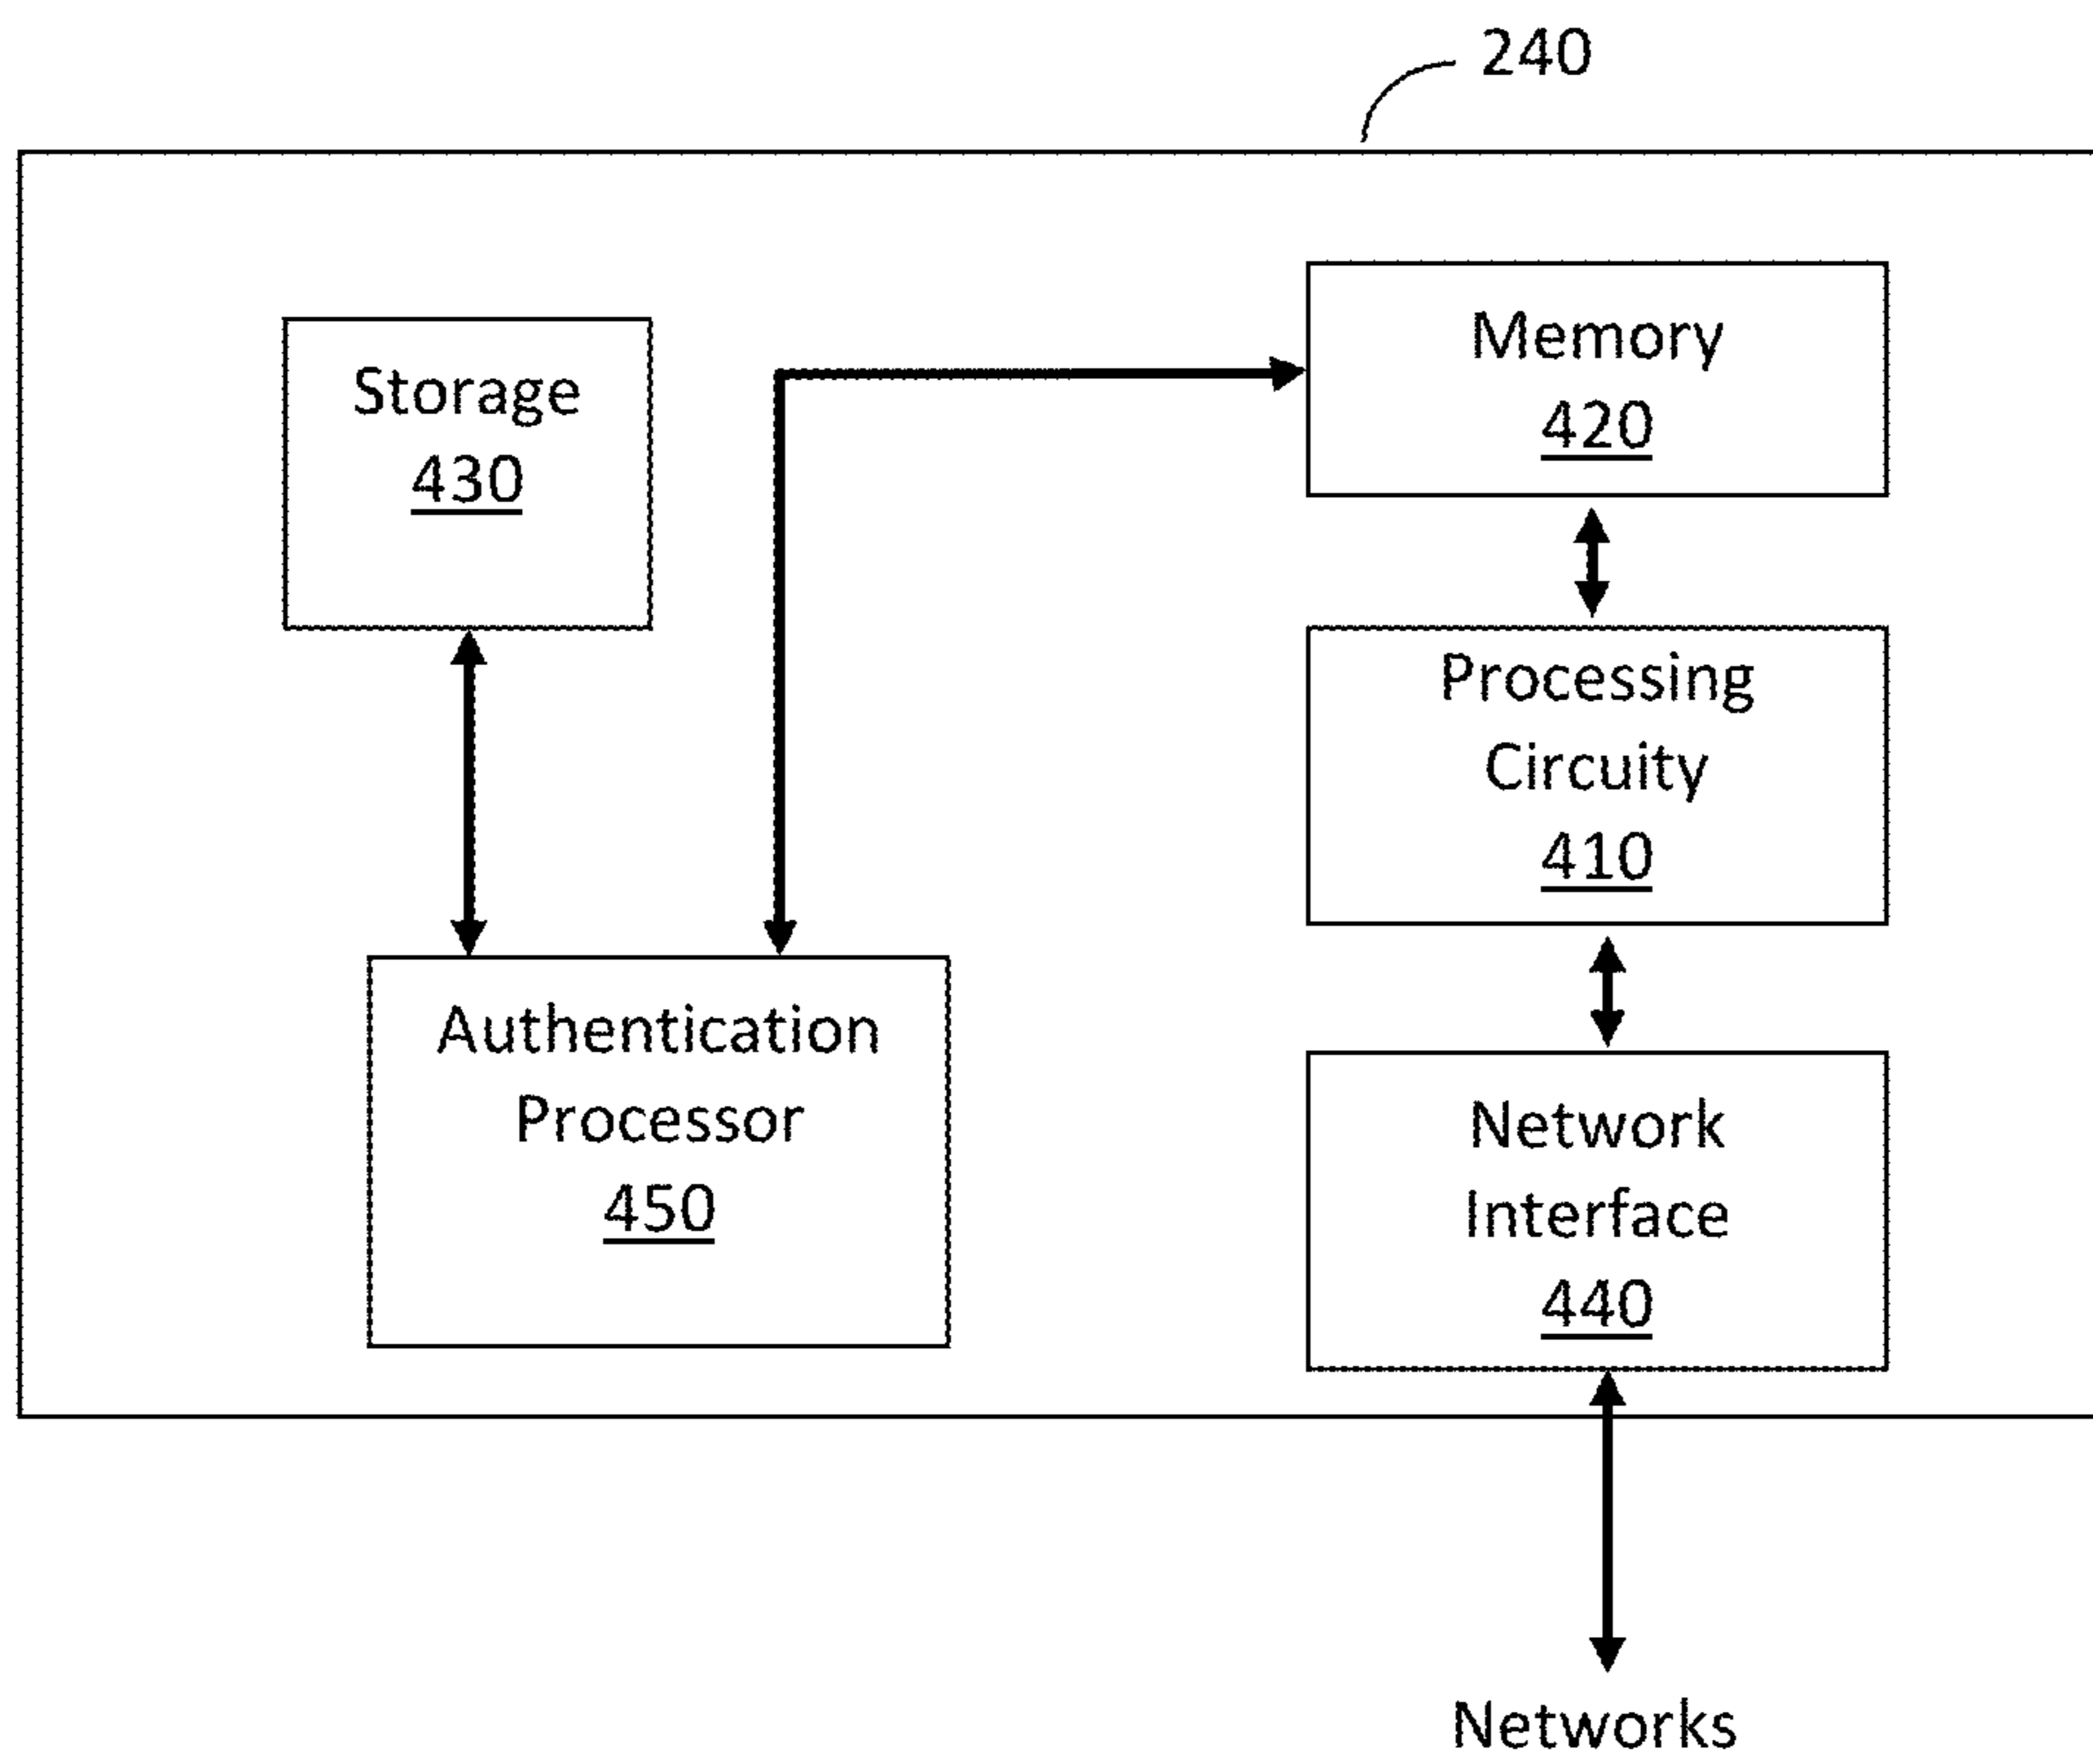 240
Storage
430
Memory
420
Processing
Circuity
410
Authentication
Processor
450
Network
Interface
440
Networks